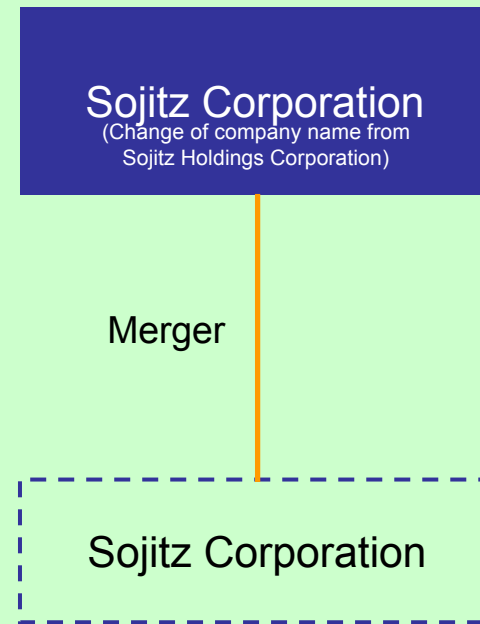 Sojitz Corporation
(Change of company name from
Sojitz Holdings Corporation)
Merger
Sojitz Corporation